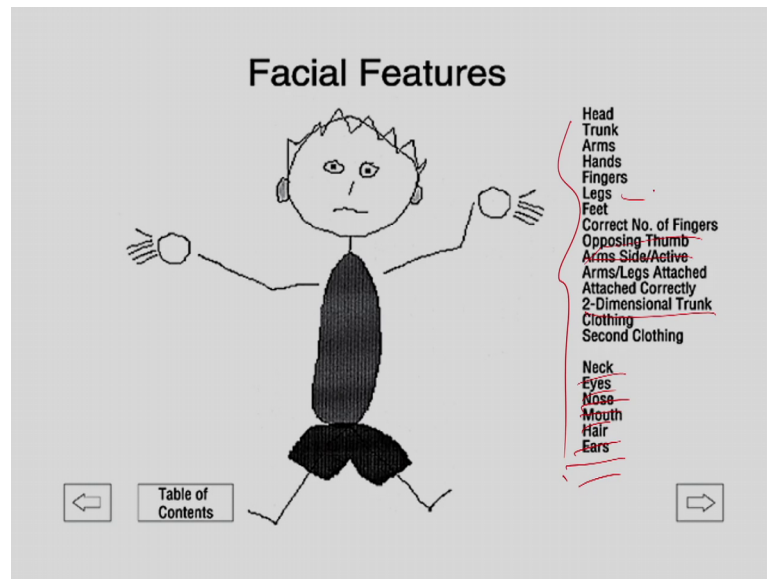 Facial Features
Head
Trunk
Arms
Hands
Fingers
Legs
Feet
Correct No. of Fingers
Opposing Thumb
Arms Side/Active
Arms/Legs Attached
Attached Correctly
2-Dimensional Trunk
Clothing
Second Clothing
Neck
Eyes
Nose
Mouth
Hair
Ears
Table of
Contents